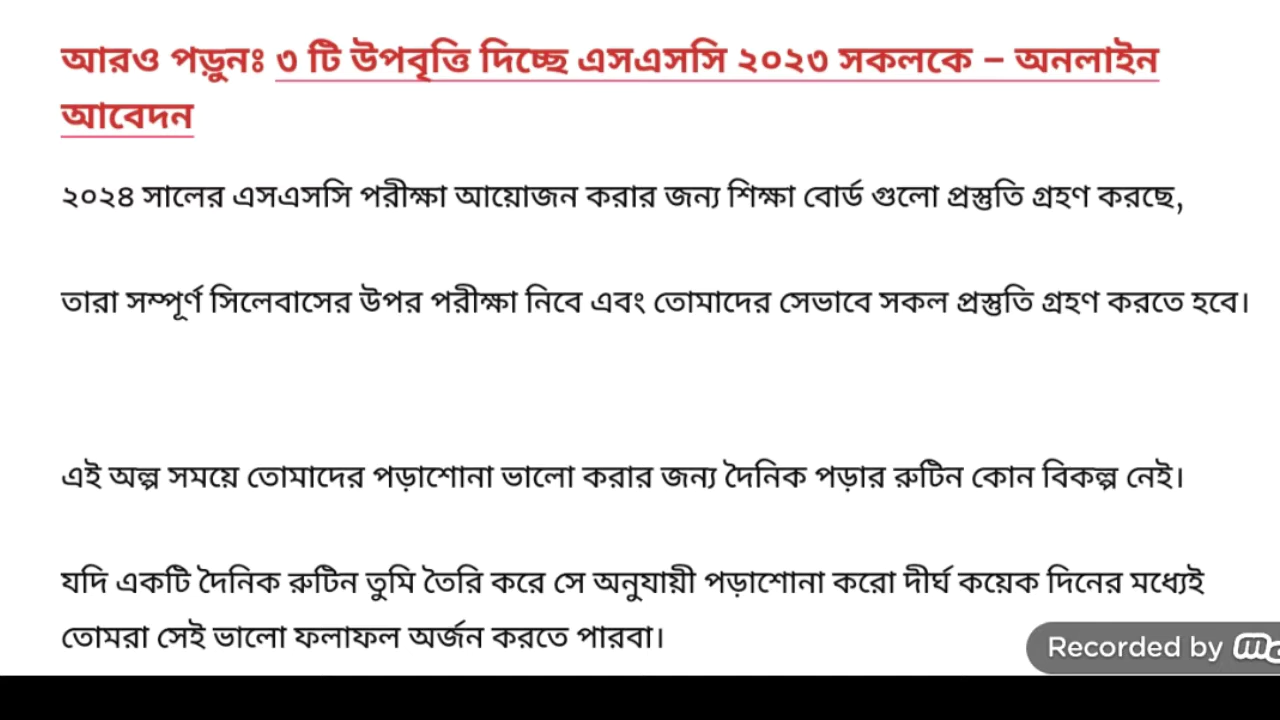 আরও পড়ুনঃ ৩ টি উপবৃত্তি দিচ্ছে এসএসসি ২০২৩ সকলকে – অনলাইন
আবেদন
২০২৪ সালের এসএসসি পরীক্ষা আয়োজন করার জন্য শিক্ষা বোর্ড গুলো প্রস্তুতি গ্রহণ করছে,
তারা সম্পূর্ণ সিলেবাসের উপর পরীক্ষা নিবে এবং তোমাদের সেভাবে সকল প্রস্তুতি গ্রহণ করতে হবে।
এই অল্প সময়ে তোমাদের পড়াশোনা ভালো করার জন্য দৈনিক পড়ার রুটিন কোন বিকল্প নেই।
যদি একটি দৈনিক রুটিন তুমি তৈরি করে সে অনুযায়ী পড়াশোনা করো দীর্ঘ কয়েক দিনের মধ্যেই
তোমরা সেই ভালো ফলাফল অর্জন করতে পারবা।
Recorded by